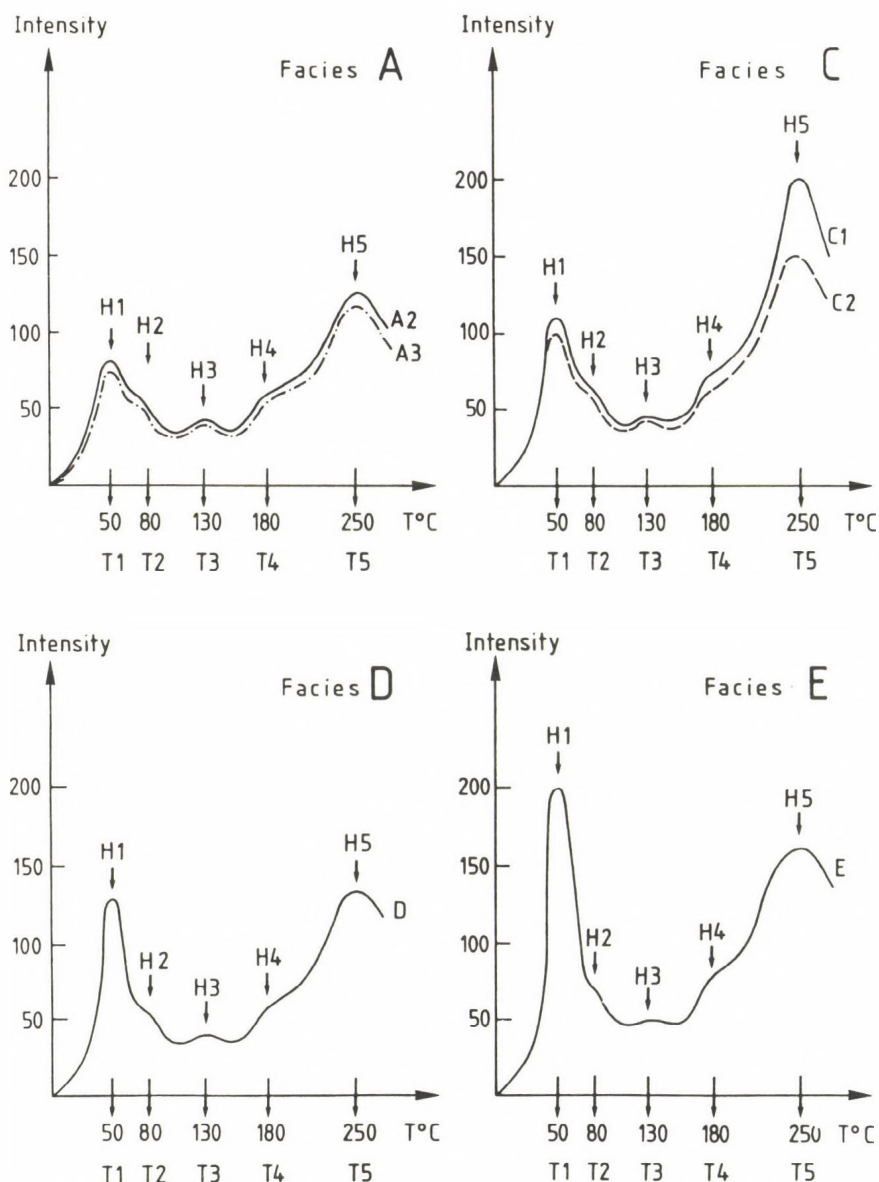 Intensity
Facies A
200
150
100
50
H1
H2
H3
H4
H5
A2
A3
50 80 130 180 250 T°C
T1 T2 T3 T4 T5
Intensity
Facies C
200
150
100
50
H1
H2
H3
H4
H5
C1
C2
50 80 130 180 250 T°C
T1 T2 T3 T4 T5
Intensity
Facies D
200
150
100
50
H1
H2
H3
H4
H5
D
50 80 130 180 250 T°C
T1 T2 T3 T4 T5
Intensity
Facies E
200
150
100
50
H1
H2
H3
H4
H5
E
50 80 130 180 250 T°C
T1 T2 T3 T4 T5